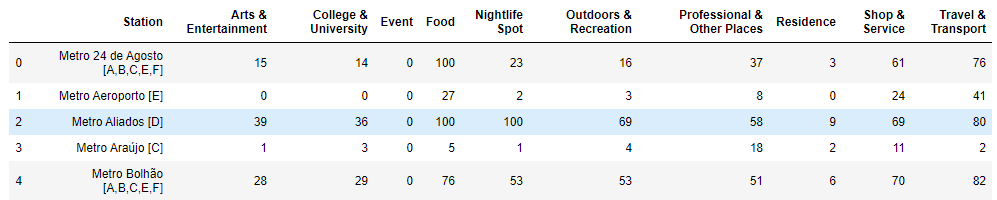 Station Arts & Entertainment College & University Event Food Nightlife Spot Outdoors & Recreation Professional & Other Places Residence Shop & Service Travel & Transport
0 Metro 24 de Agosto [A,B,C,E,F] 15 14 0 100 23 16 37 3 61 76
1 Metro Aeroporto [E] 0 0 0 27 2 3 8 0 24 41
2 Metro Aliados [D] 39 36 0 100 100 69 58 9 69 80
3 Metro Araújo [C] 1 3 0 5 1 4 18 2 11 2
4 Metro Bolhão [A,B,C,E,F] 28 29 0 76 53 53 51 6 70 82